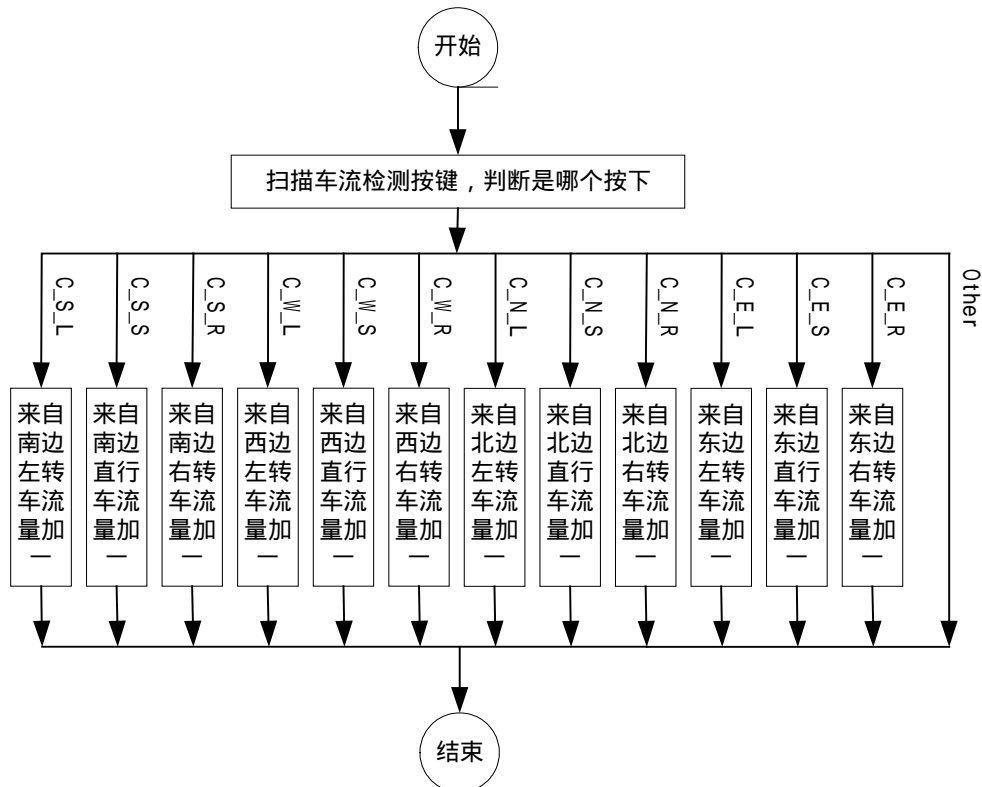 开始
扫描车流检测按键，判断是哪个按下
C_S_L
C_S_S
C_S_R
C_W_L
C_W_S
C_W_R
C_N_L
C_N_S
C_N_R
C_E_L
C_E_S
C_E_R
Other
来自
南边
左转
车流
量加
一
来自
南边
直行
车流
量加
一
来自
南边
右转
车流
量加
一
来自
西边
左转
车流
量加
一
来自
西边
直行
车流
量加
一
来自
西边
右转
车流
量加
一
来自
北边
左转
车流
量加
一
来自
北边
直行
车流
量加
一
来自
北边
右转
车流
量加
一
来自
东边
左转
车流
量加
一
来自
东边
直行
车流
量加
一
来自
东边
右转
车流
量加
一
结束